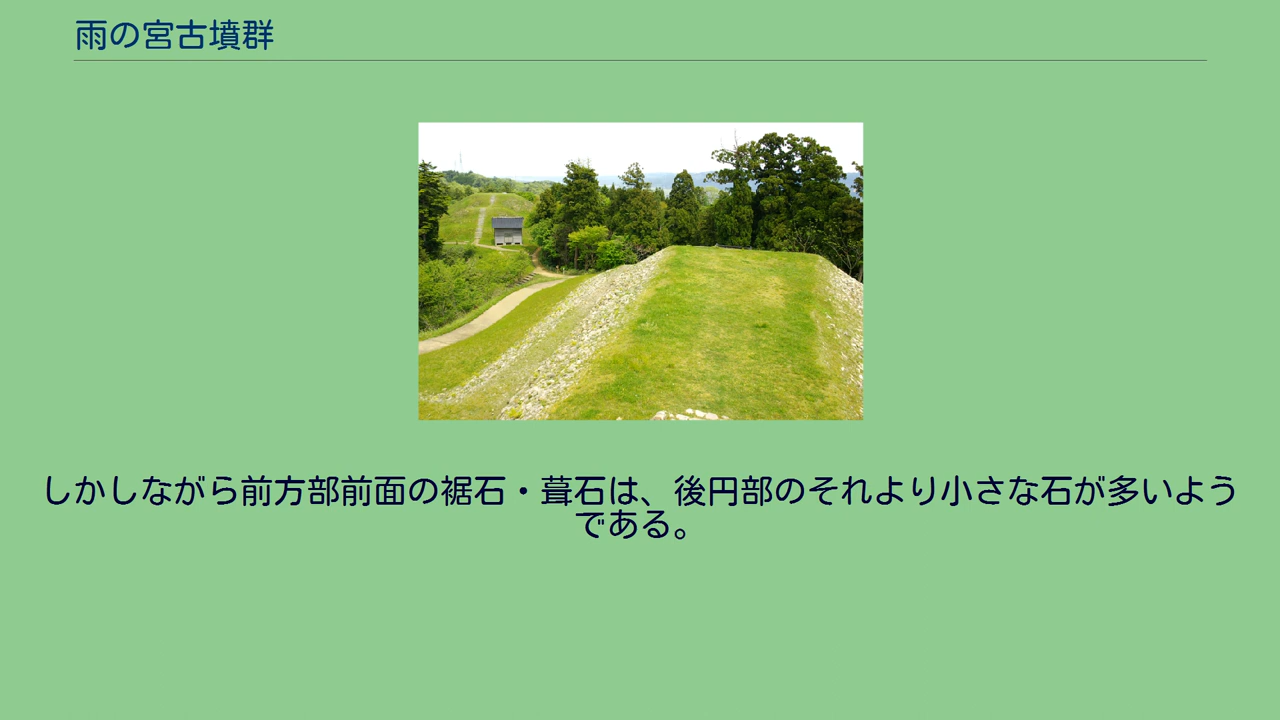 雨の宮古墳群
しかしながら前方部前面の裾石・葺石は、後円部のそれより小さな石が多いよう
である。